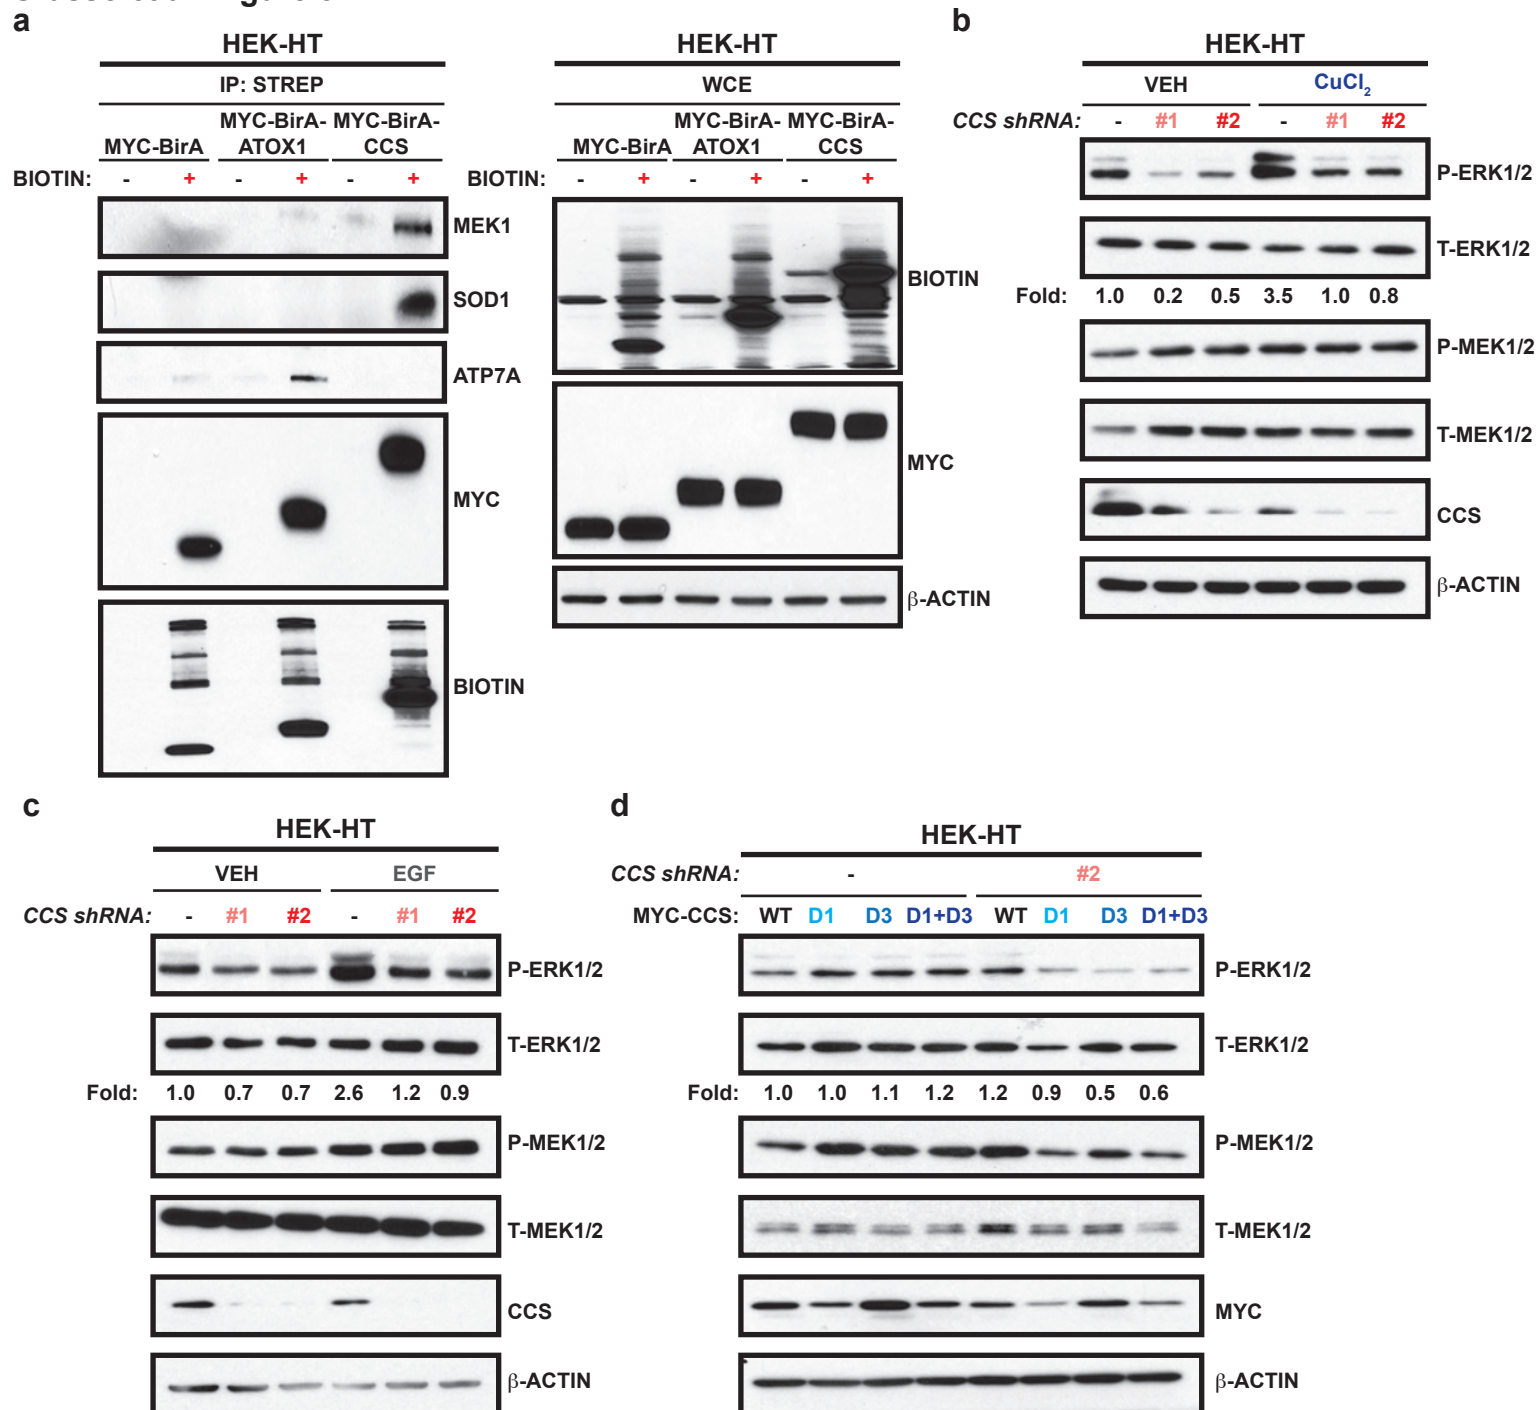 a
HEK-HT
IP: STREP
MYC-BirA
MYC-BirA-ATOX1
MYC-BirA-CCS
BIOTIN: - + - + - +
MEK1
SOD1
ATP7A
MYC
BIOTIN
HEK-HT
WCE
MYC-BirA
MYC-BirA-ATOX1
MYC-BirA-CCS
BIOTIN: - + - + - +
BIOTIN
MYC
β-ACTIN
b
HEK-HT
VEH CuCl2
CCS shRNA: - #1 #2 - #1 #2
P-ERK1/2
T-ERK1/2
Fold: 1.0 0.2 0.5 3.5 1.0 0.8
P-MEK1/2
T-MEK1/2
CCS
β-ACTIN
c
HEK-HT
VEH EGF
CCS shRNA: - #1 #2 - #1 #2
P-ERK1/2
T-ERK1/2
Fold: 1.0 0.7 0.7 2.6 1.2 0.9
P-MEK1/2
T-MEK1/2
CCS
β-ACTIN
d
HEK-HT
CCS shRNA: - #2
MYC-CCS: WT D1 D3 D1+D3 WT D1 D3 D1+D3
P-ERK1/2
T-ERK1/2
Fold: 1.0 1.0 1.1 1.2 1.2 0.9 0.5 0.6
P-MEK1/2
T-MEK1/2
MYC
β-ACTIN